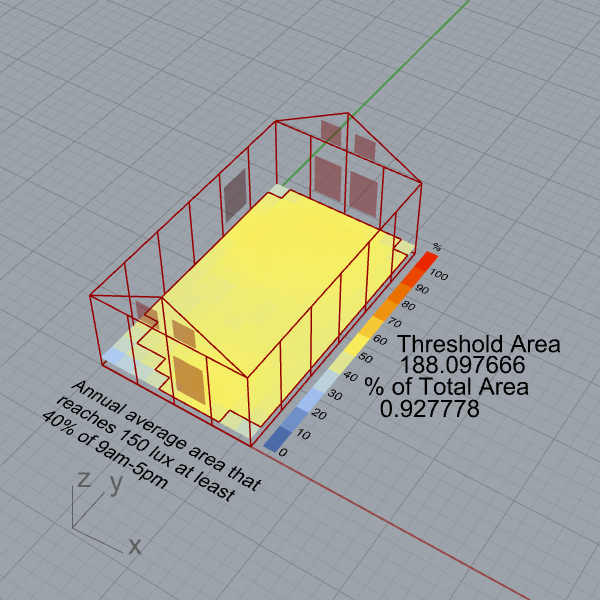 %
100
90
80
70
60
50
40
30
20
10
0
Threshold Area
188.097666
% of Total Area
0.927778
Annual average area that
reaches 150 lux at least
40% of 9am-5pm
z y
x